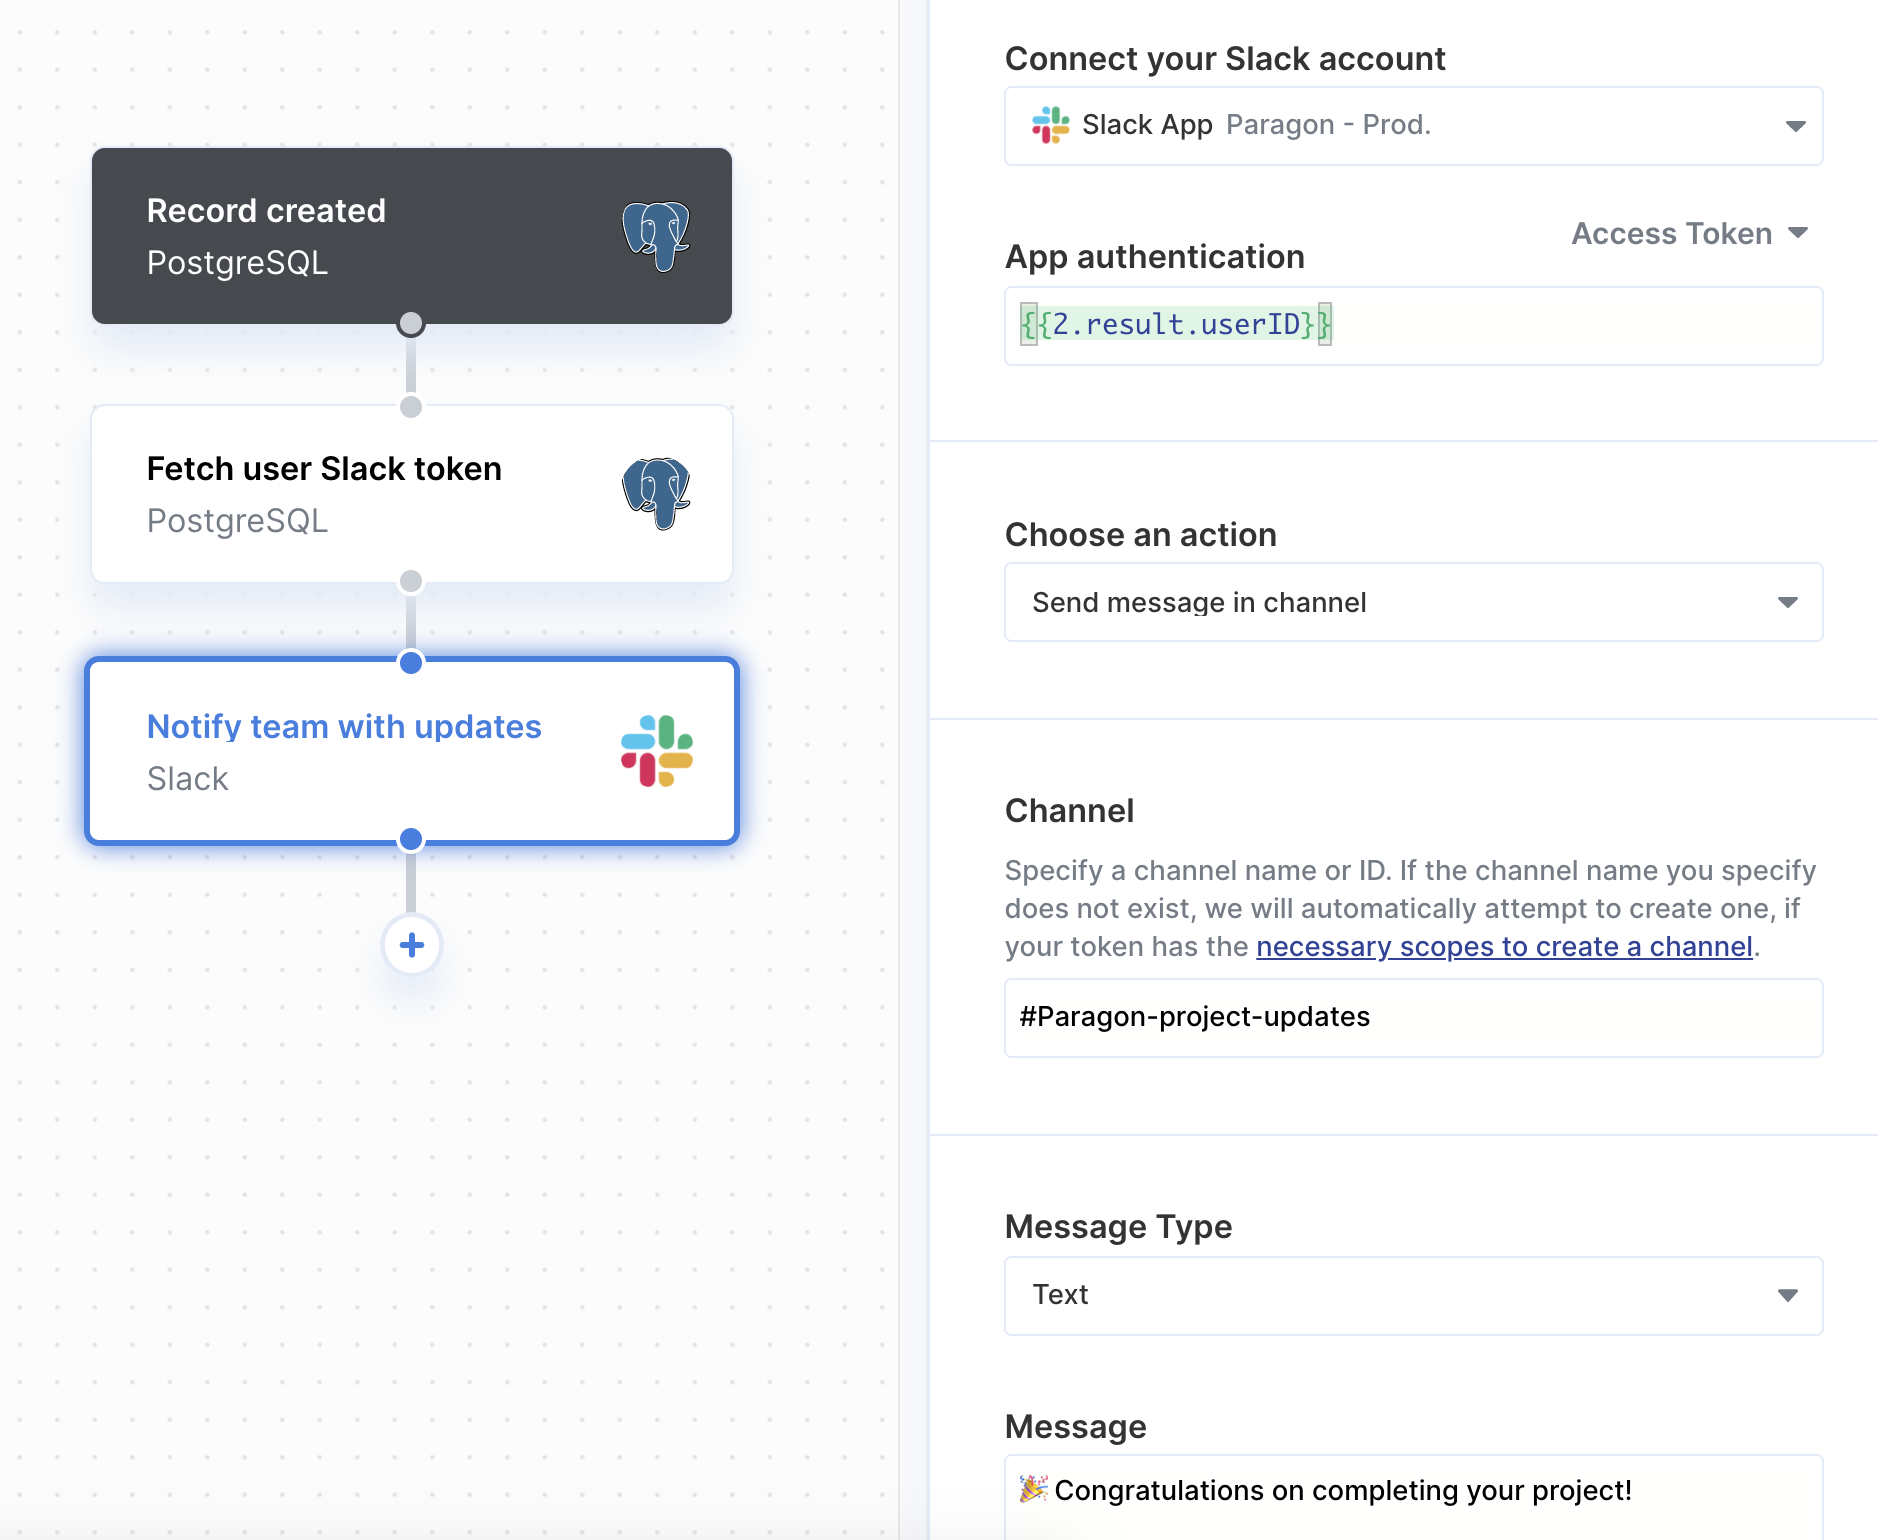 Record created
PostgreSQL
Fetch user Slack token
PostgreSQL
Notify team with updates
Slack
Connect your Slack account
Slack App Paragon - Prod.
Access Token
App authentication
{{2.result.userID}}
Choose an action
Send message in channel
Channel
Specify a channel name or ID. If the channel name you specify
does not exist, we will automatically attempt to create one, if
your token has the necessary scopes to create a channel.
#Paragon-project-updates
Message Type
Text
Message
🎉 Congratulations on completing your project!